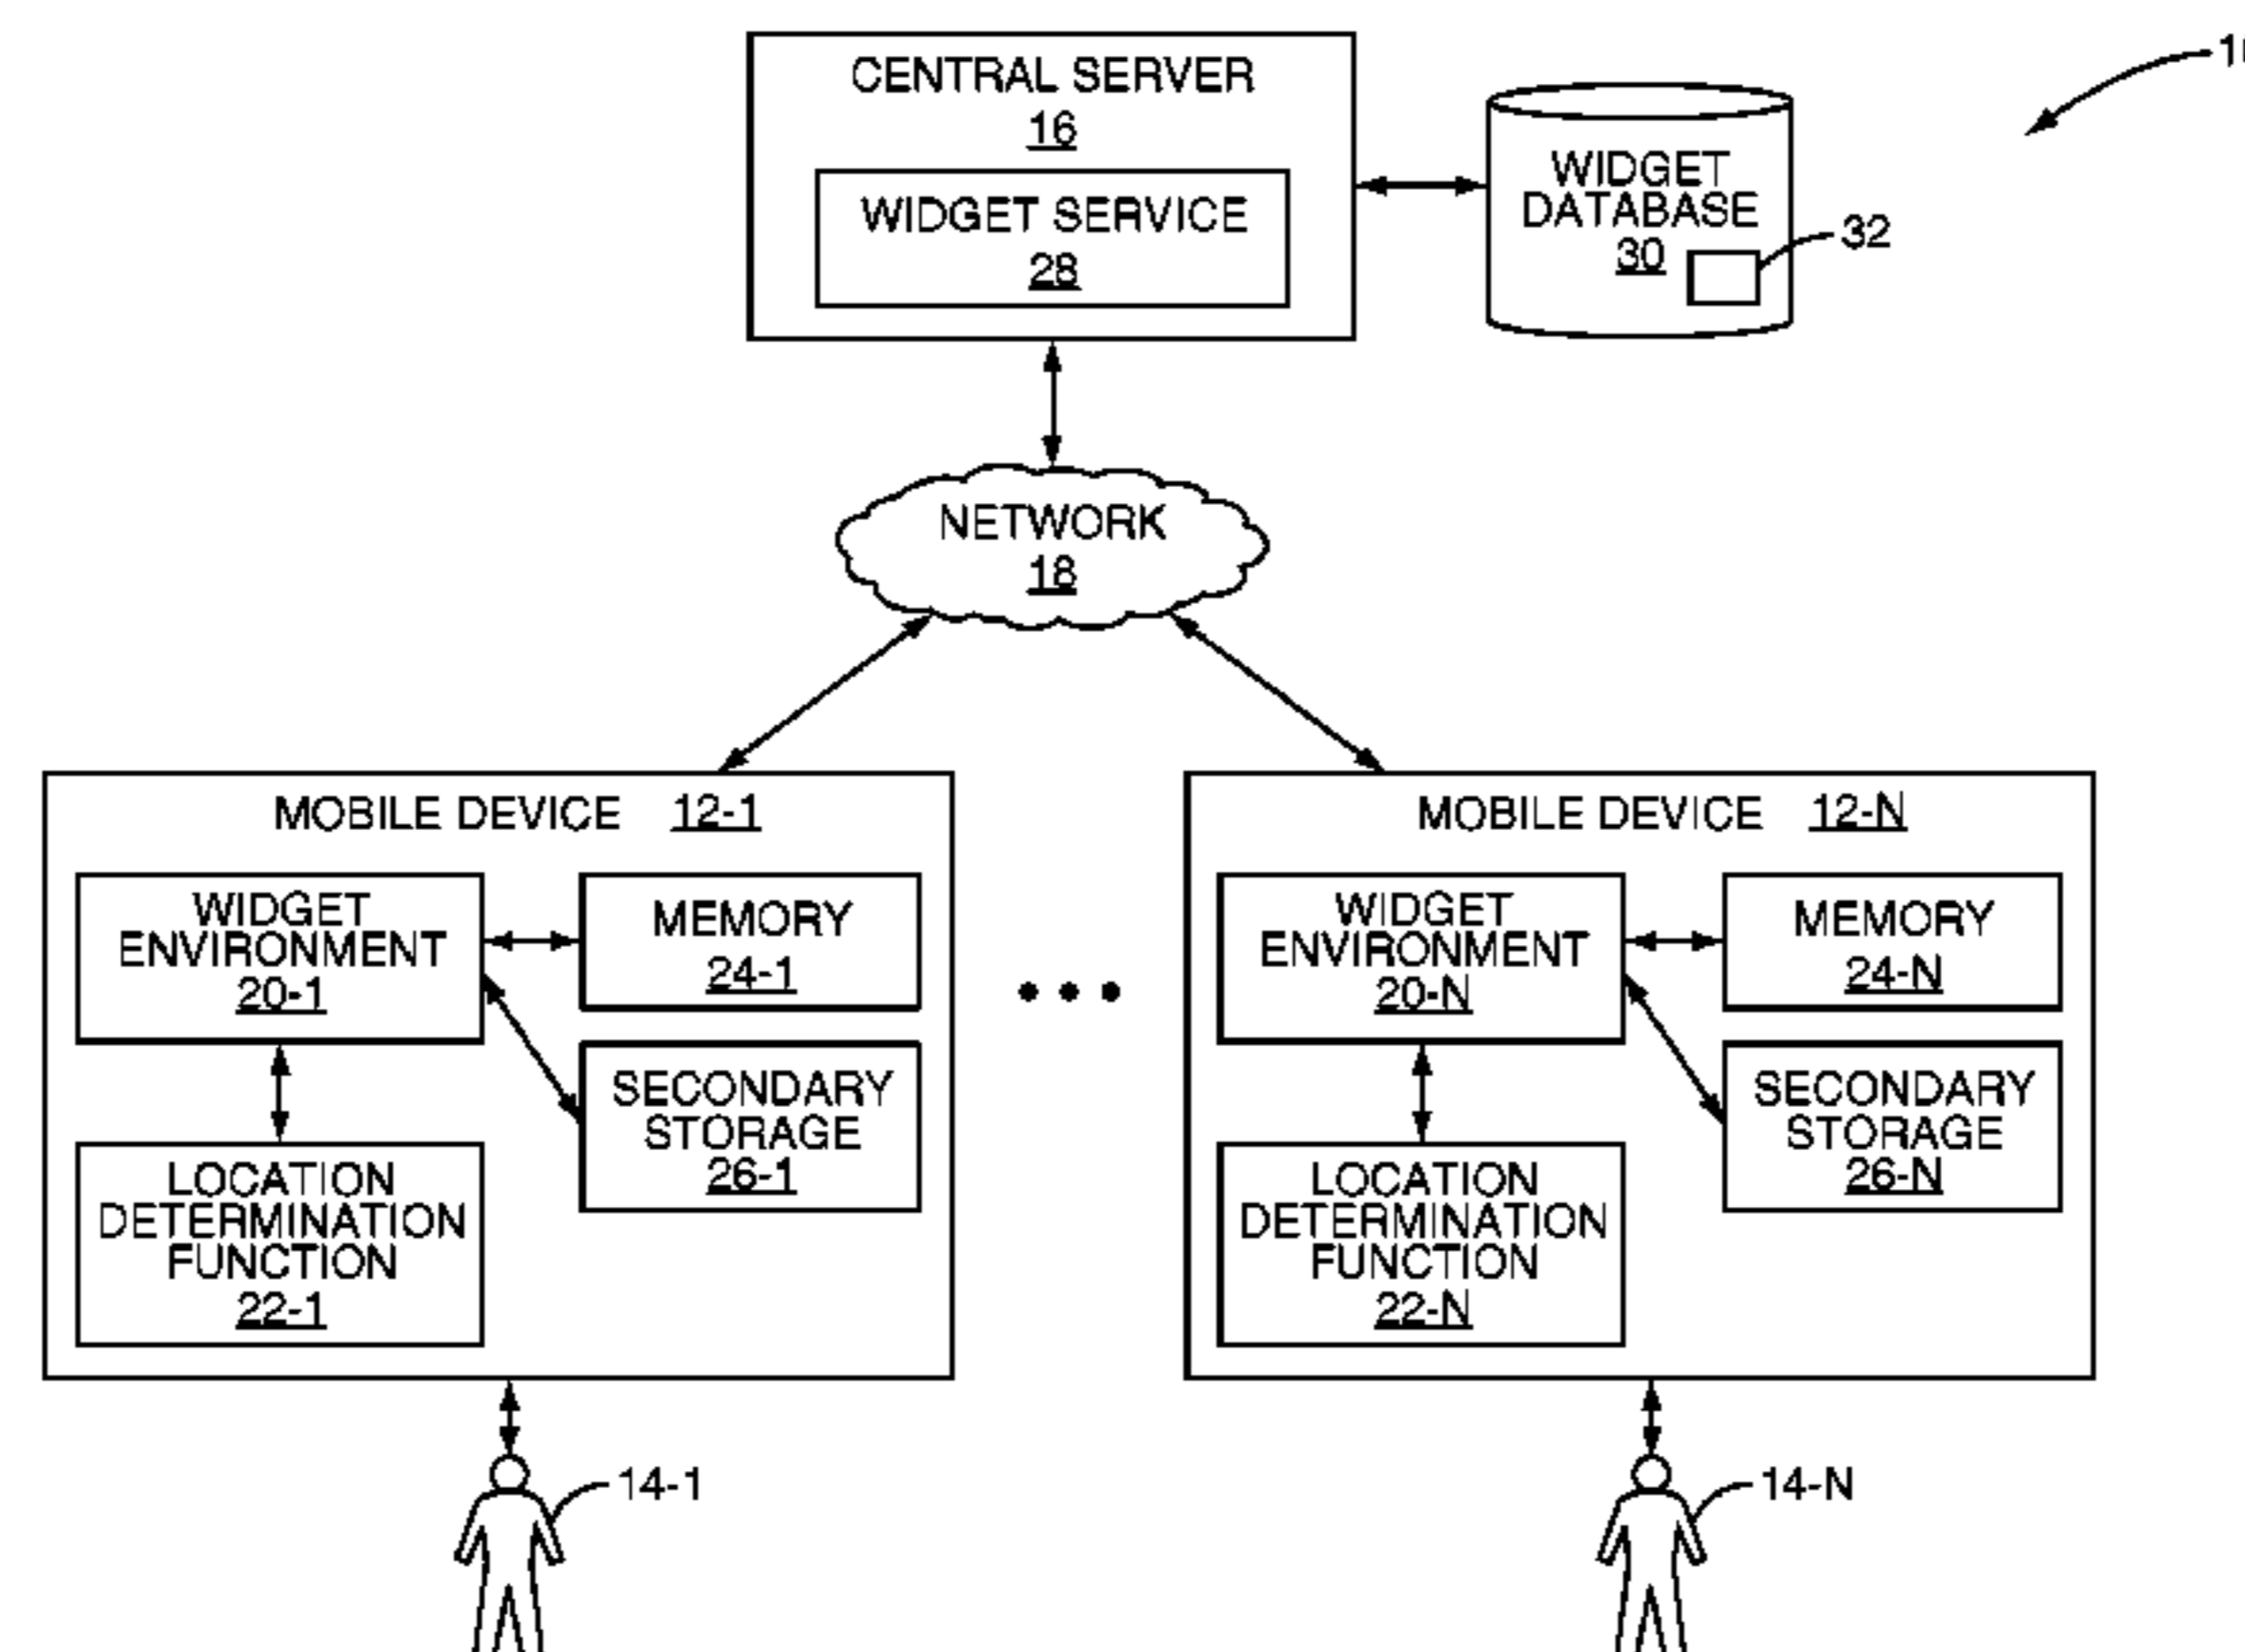 CENTRAL SERVER
16
WIDGET SERVICE
28
WIDGET
DATABASE
30
32
NETWORK
18
MOBILE DEVICE 12-1
WIDGET
ENVIRONMENT
20-1
MEMORY
24-1
SECONDARY
STORAGE
26-1
LOCATION
DETERMINATION
FUNCTION
22-1
14-1
MOBILE DEVICE 12-N
WIDGET
ENVIRONMENT
20-N
MEMORY
24-N
SECONDARY
STORAGE
26-N
LOCATION
DETERMINATION
FUNCTION
22-N
14-N